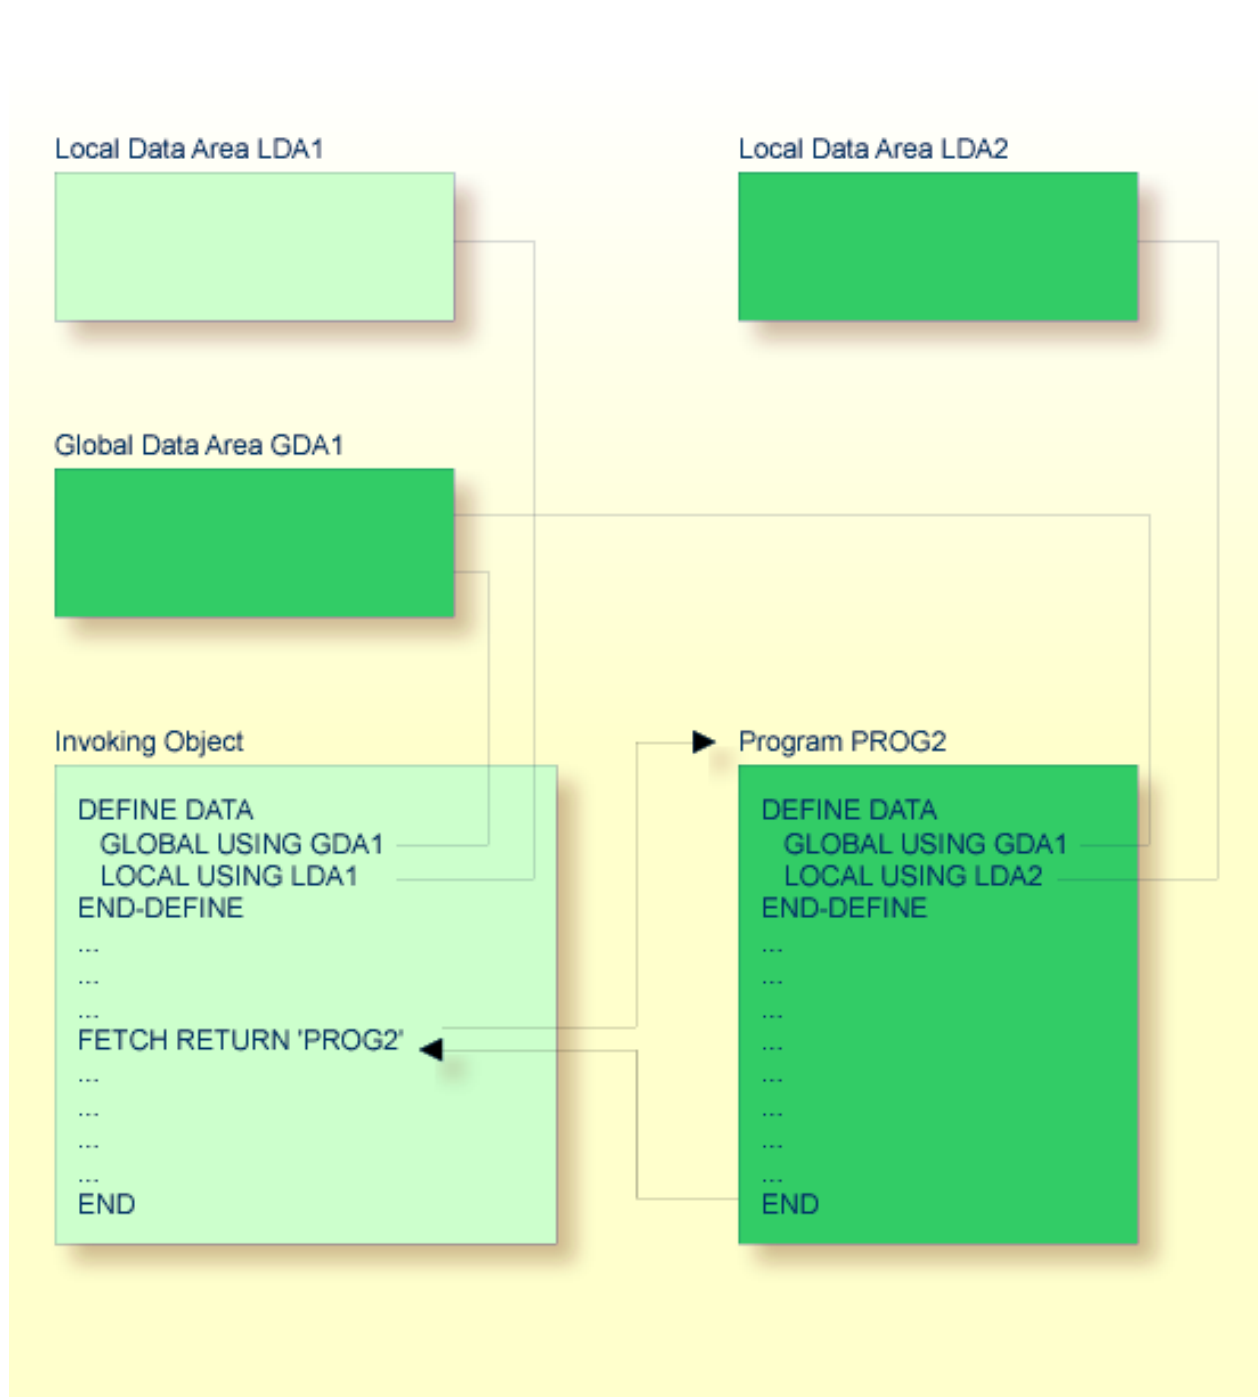 Local Data Area LDA1
Local Data Area LDA2
Global Data Area GDA1
Invoking Object
DEFINE DATA
GLOBAL USING GDA1
LOCAL USING LDA1
END-DEFINE
...
...
...
FETCH RETURN 'PROG2'
...
...
...
...
END
Program PROG2
DEFINE DATA
GLOBAL USING GDA1
LOCAL USING LDA2
END-DEFINE
...
...
...
...
...
...
...
...
END